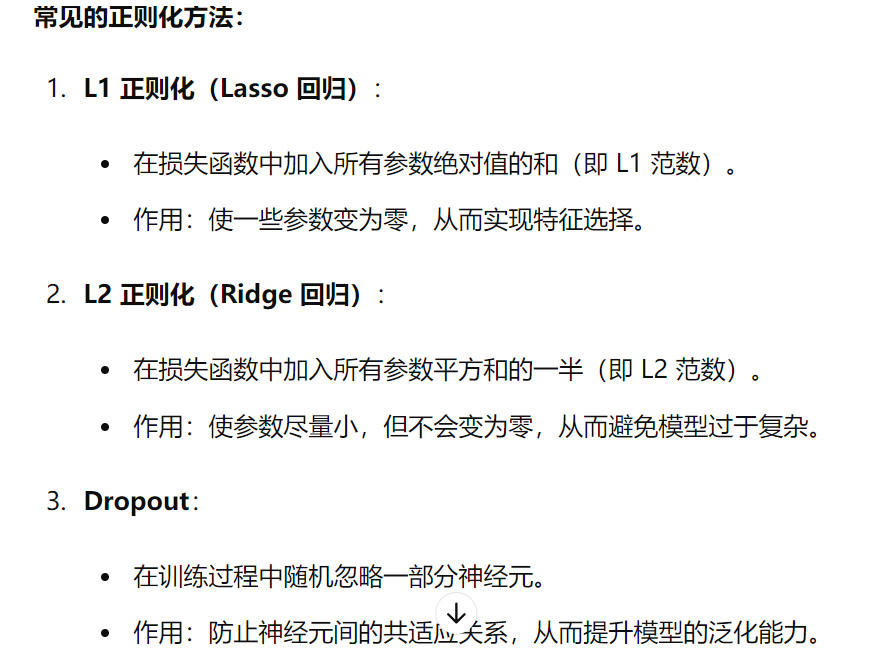 常见的正则化方法：
1. L1 正则化（Lasso 回归）：
• 在损失函数中加入所有参数绝对值的和（即 L1 范数）。
• 作用：使一些参数变为零，从而实现特征选择。
2. L2 正则化（Ridge 回归）：
• 在损失函数中加入所有参数平方和的一半（即 L2 范数）。
• 作用：使参数尽量小，但不会变为零，从而避免模型过于复杂。
3. Dropout：
• 在训练过程中随机忽略一部分神经元。
• 作用：防止神经元间的共适应关系，从而提升模型的泛化能力。